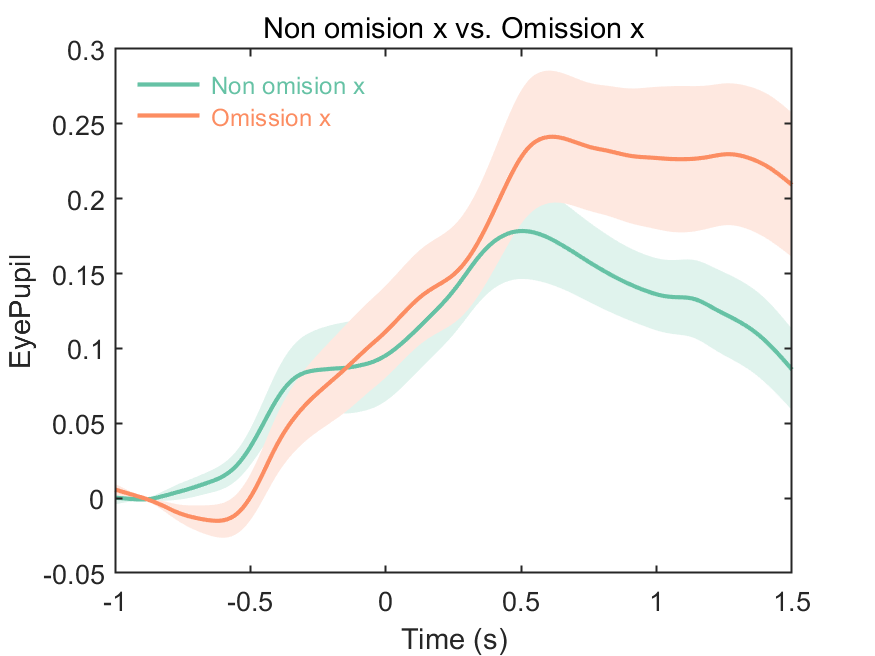 Non omision x vs. Omission x
0.3
0.25
0.2
0.15
0.1
0.05
0
-0.05
Non omision x
Omission x
EyePupil
-1 -0.5 0 0.5 1 1.5
Time (s)